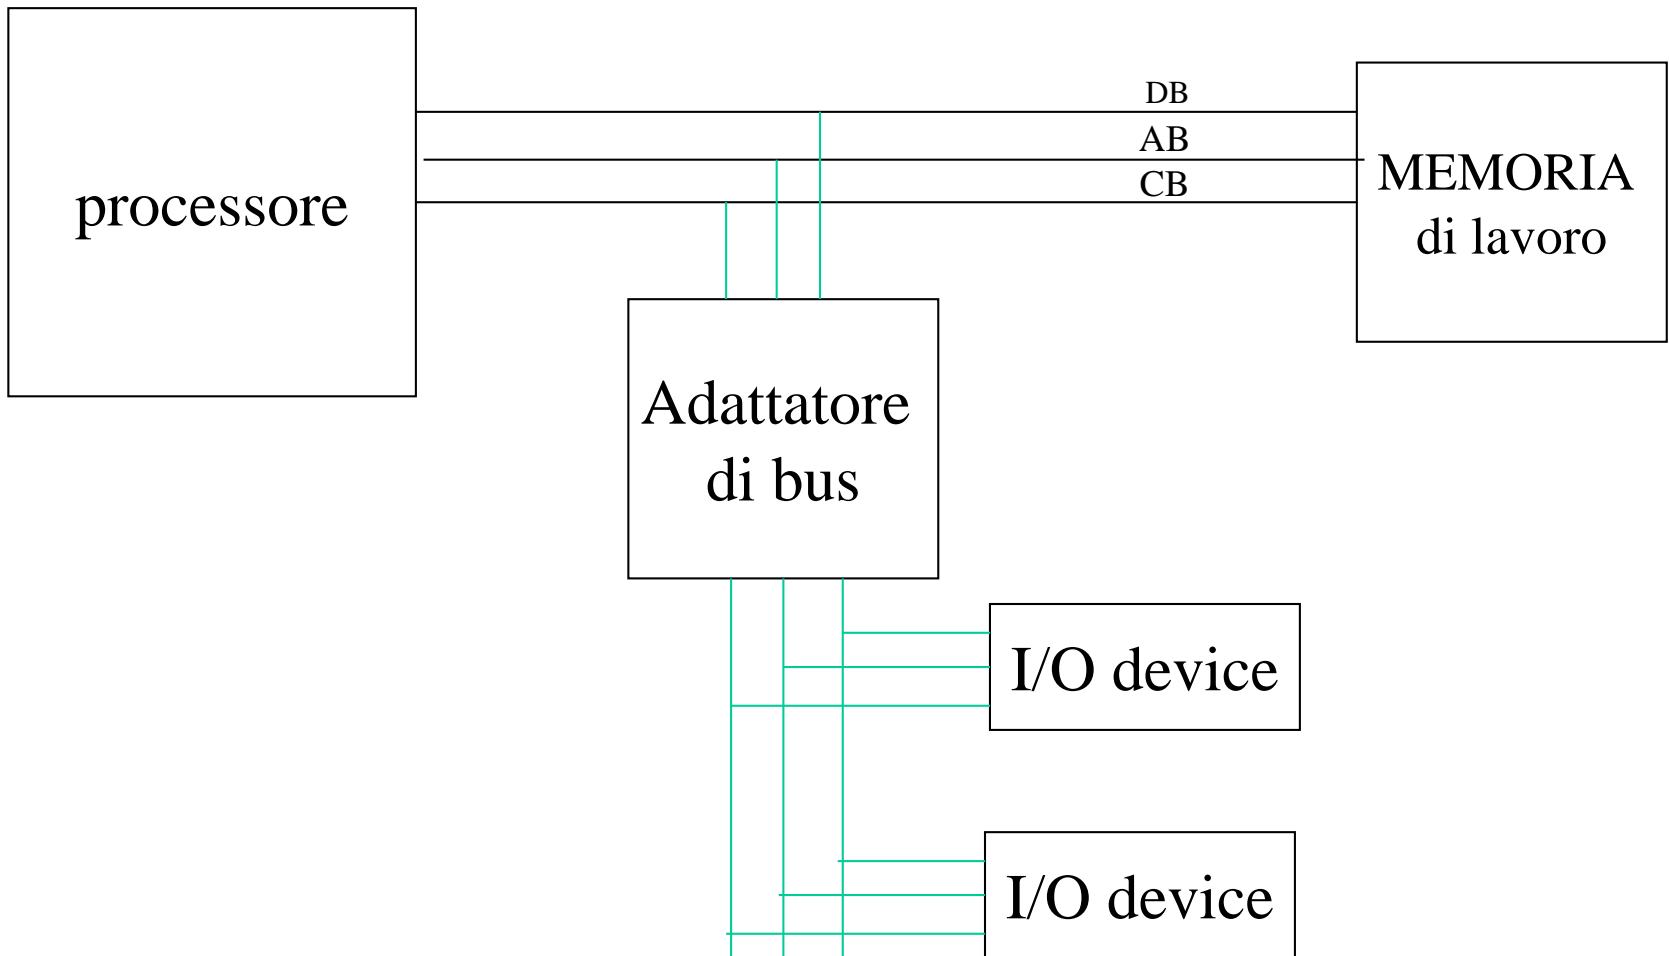 DB
AB
CB
processore
MEMORIA
di lavoro
Adattatore
di bus
I/O device
I/O device